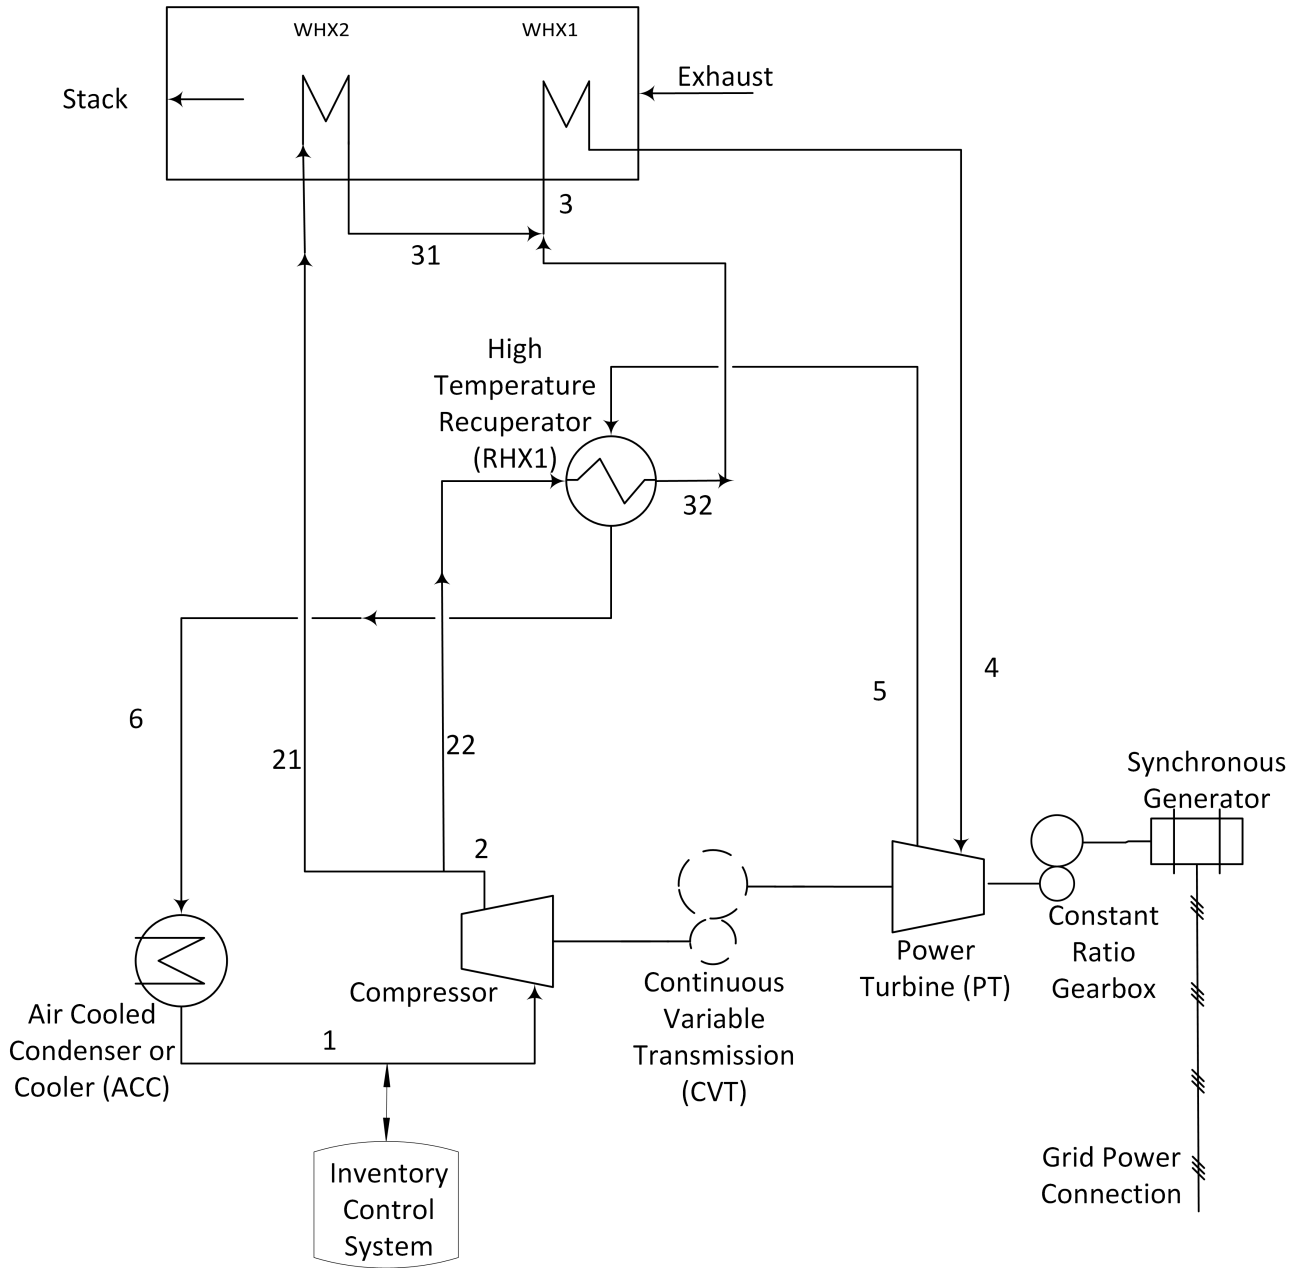 WHX2
WHX1
Exhaust
Stack
3
31
High
Temperature
Recuperator
(RHX1)
32
4
5
6
22
21
Synchronous
Generator
2
Constant
Ratio
Gearbox
Power
Turbine (PT)
Continuous
Variable
Transmission
(CVT)
Compressor
Air Cooled
Condenser or
Cooler (ACC)
1
Inventory
Control
System
Grid Power
Connection